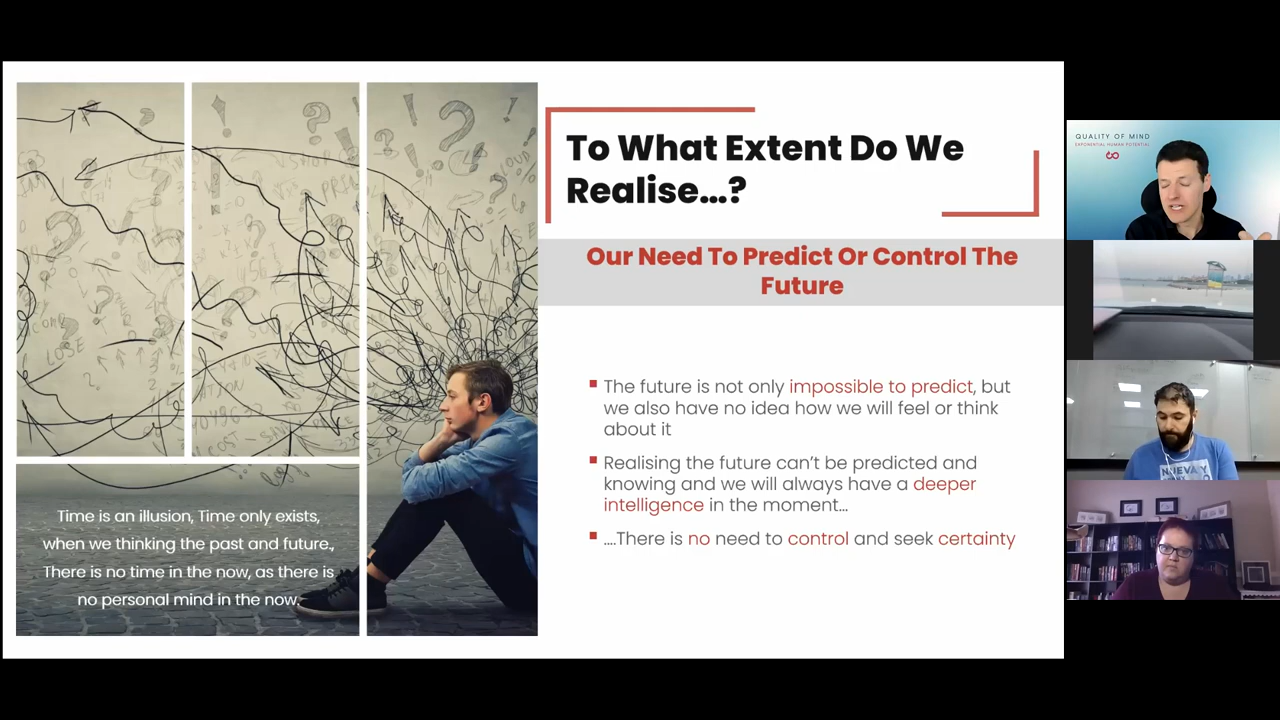 To What Extent Do We
Realise...?
Our Need To Predict Or Control The
Future
The future is not only impossible to predict, but
we also have no idea how we will feel or think
about it
Realising the future can't be predicted and
knowing and we will always have a deeper
intelligence in the moment...
....There is no need to control and seek certainty
Time is an illusion, Time only exists,
when we thinking the past and future.,
There is no time in the now, as there is
no personal mind in the now.
LOSE
QUALITY OF MIND
EXPONENTIAL HUMAN POTENTIAL
NUEVA Y